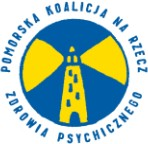 POMORSKA KOALICJA NA RZECZ
ZDROWIA PSYCHICZNEGO